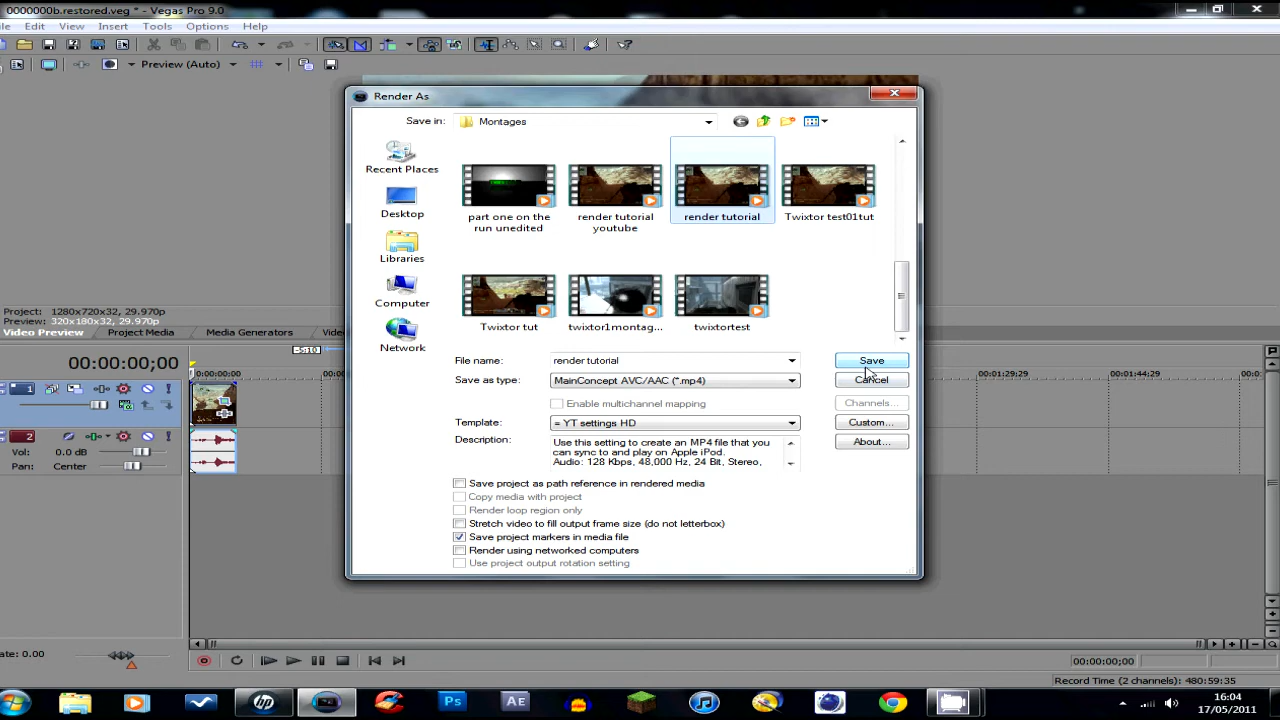 0000000b.restored.veg * - Vegas Pro 9.0
Edit View Insert Tools Options Help
Preview (Auto)
Render As
Save in: Montages
Recent Places
Desktop
Libraries
Computer
Network
part one on the
run unedited
render tutorial
youtube
render tutorial
Twixtor test01tut
Twixtor tut
twixtor1montag...
twixtortest
File name: render tutorial
Save
Save as type: MainConcept AVC/AAC (*.mp4)
Cancel
Enable multichannel mapping
Channels...
Template: = YT settings HD
Custom...
Description: Use this setting to create an MP4 file that you
can sync to and play on Apple iPod.
Audio: 128 Kbps, 48,000 Hz, 24 Bit, Stereo,
About...
Save project as path reference in rendered media
Copy media with project
Render loop region only
Stretch video to fill output frame size (do not letterbox)
Save project markers in media file
Render using networked computers
Use project output rotation setting
Project: 1280x720x32, 29.970p
Preview: 320x180x32, 29.970p
Video Preview Project Media Media Generators
00:00:00;00
-5:10
0:00:00:00
00:01:29;29
00:01:44;29
1
2
Vol: 0.0 dB
Pan: Center
ate: 0.00
00:00:00;00
Record Time (2 channels): 480:59:35
Ps
Ae
16:04
17/05/2011